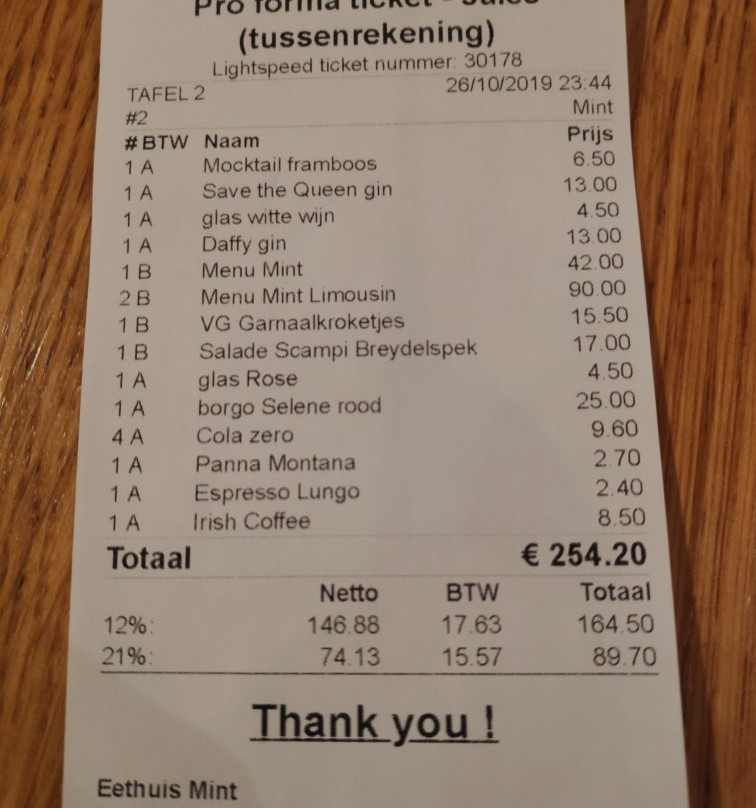 Pro forma ticket - Jules
(tussenrekening)
Lightspeed ticket nummer: 30178
TAFEL 2 26/10/2019 23:44
#2 Mint
# BTW Naam Prijs
1 A Mocktail framboos 6.50
1 A Save the Queen gin 13.00
1 A glas witte wijn 4.50
1 A Daffy gin 13.00
1 B Menu Mint 42.00
2 B Menu Mint Limousin 90.00
1 B VG Garnaalkroketjes 15.50
1 B Salade Scampi Breydelspek 17.00
1 A glas Rose 4.50
1 A borgo Selene rood 25.00
4 A Cola zero 9.60
1 A Panna Montana 2.70
1 A Espresso Lungo 2.40
1 A Irish Coffee 8.50
Totaal € 254.20
Netto BTW Totaal
12%: 146.88 17.63 164.50
21%: 74.13 15.57 89.70
Thank you !
Eethuis Mint